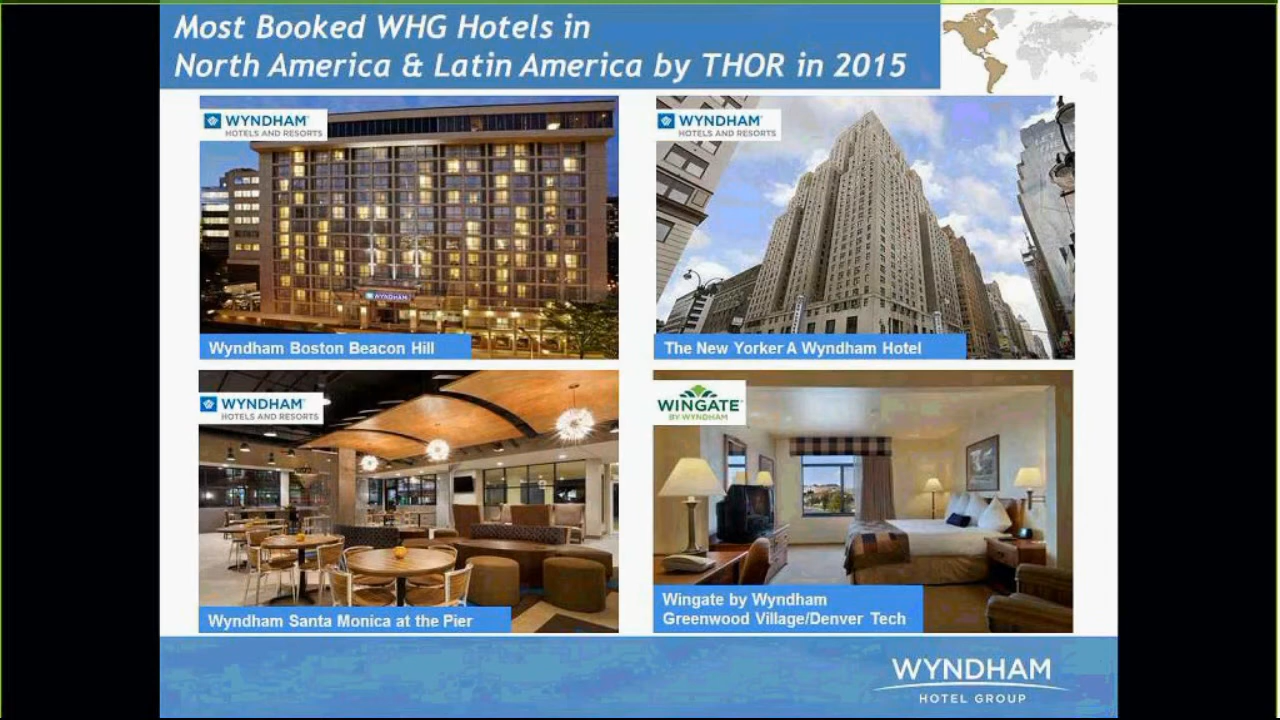 Most Booked WHG Hotels in
North America & Latin America by THOR in 2015
WYNDHAM
HOTELS AND RESORTS
WYNDHAM
Wyndham Boston Beacon Hill
WYNDHAM
HOTELS AND RESORTS
The New Yorker A Wyndham Hotel
WYNDHAM
HOTELS AND RESORTS
Wyndham Santa Monica at the Pier
WINGATE
BY WYNDHAM
Wingate by Wyndham
Greenwood Village/Denver Tech
WYNDHAM
HOTEL GROUP